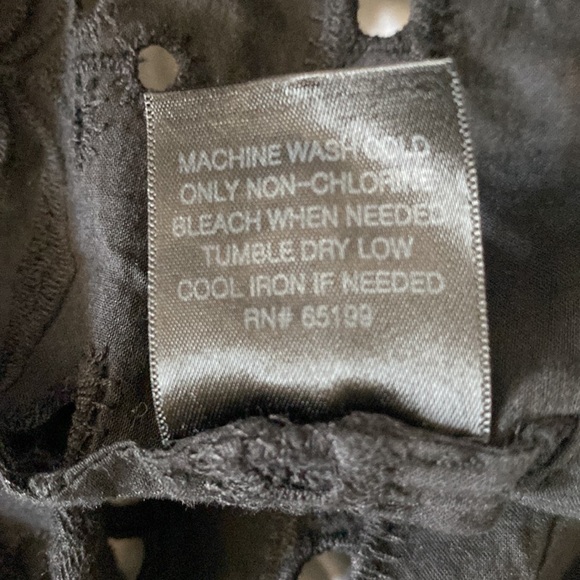 MACHINE WASH COLD
ONLY NON-CHLORINE
BLEACH WHEN NEEDED
TUMBLE DRY LOW
COOL IRON IF NEEDED
RN# 65199